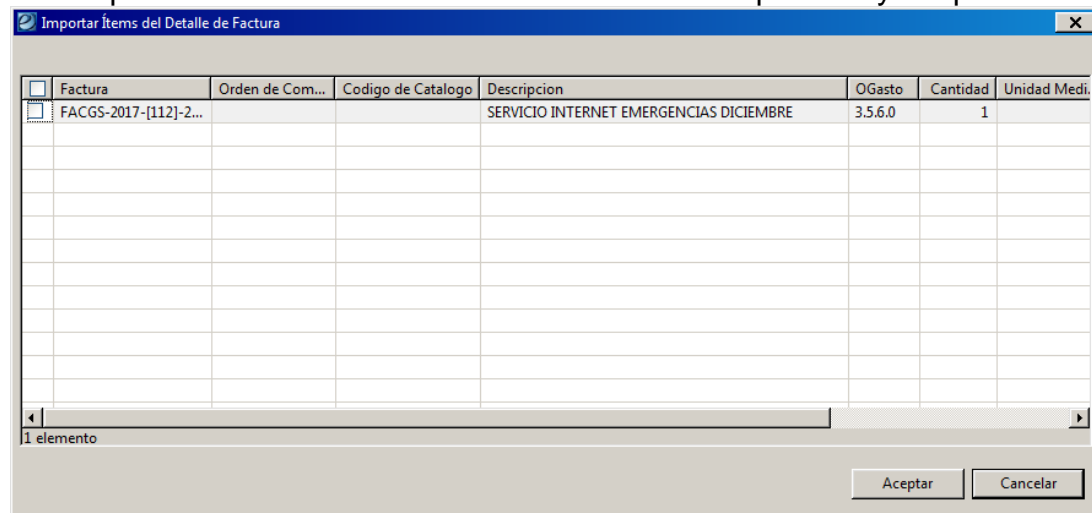 Importar Ítems del Detalle de Factura
Factura Orden de Com... Codigo de Catalogo Descripcion OGasto Cantidad Unidad Medi.
FACGS-2017-[112]-2... SERVICIO INTERNET EMERGENCIAS DICIEMBRE 3.5.6.0 1
1 elemento
Aceptar Cancelar